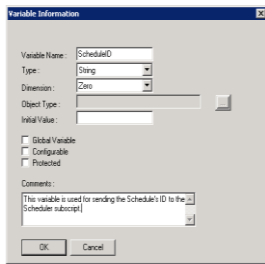 Variable Information
Variable Name : ScheduleID
Type : String
Dimension : Zero
Object Type :
Initial Value :
Global Variable
Configurable
Protected
Comments :
This variable is used for sending the Schedule's ID to the
Scheduler subscript.
OK Cancel